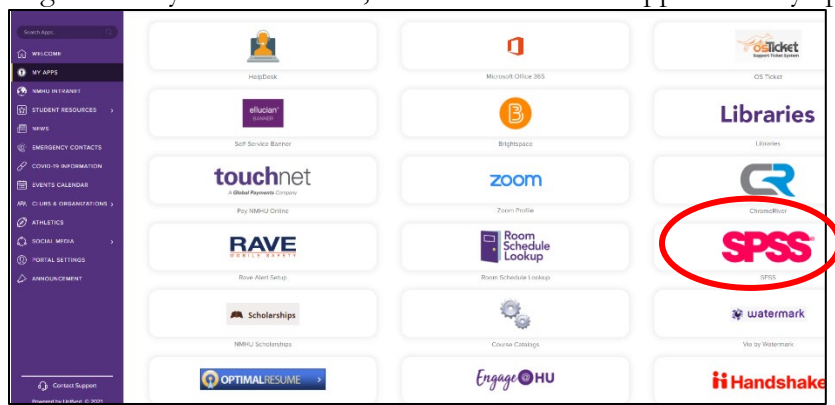 Search Apps..
WELCOME
MY APPS
NMHU INTRANET
STUDENT RESOURCES >
NEWS
EMERGENCY CONTACTS
COVID-19 INFORMATION
EVENTS CALENDAR
CLUBS & ORGANIZATIONS >
ATHLETICS
SOCIAL MEDIA >
PORTAL SETTINGS
ANNOUNCEMENT
Contact Support
HelpDesk
Microsoft Office 365
osTicket
Support Ticket System
OS Ticket
ellucian
BANNER
Self Service Banner
Brightspace
Libraries
Libraries
touchnet
A Global Payments Company
Pay NMHU Online
zoom
Zoom Profile
CR
ChromeRiver
RAVE
MOBILE SAFETY
Rave Alert Setup
Room
Schedule
Lookup
Room Schedule Lookup
SPSS
SPSS
Scholarships
NMHU Scholarships
Course Catalogs
watermark
Via by Watermark
OPTIMALRESUME >
Engage@HU
Handshake